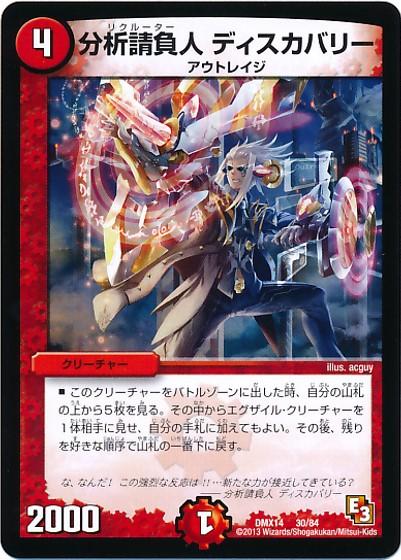 4
リクルーター
分析請負人 ディスカバリー
アウトレイジ
クリーチャー
illus. acguy
■ このクリーチャーをバトルゾーンに出した時、自分の山札
の上から5枚を見る。その中からエグザイル・クリーチャーを
1体相手に見せ、自分の手札に加えてもよい。その後、残り
を好きな順序で山札の一番下に戻す。
な、なんだ!この強烈な反応は!!…新たな力が接近してきている?
―― 分析請負人 ディスカバリー
2000
1
DMX14 30/84
©2013 Wizards/Shogakukan/Mitsui-Kids
E3